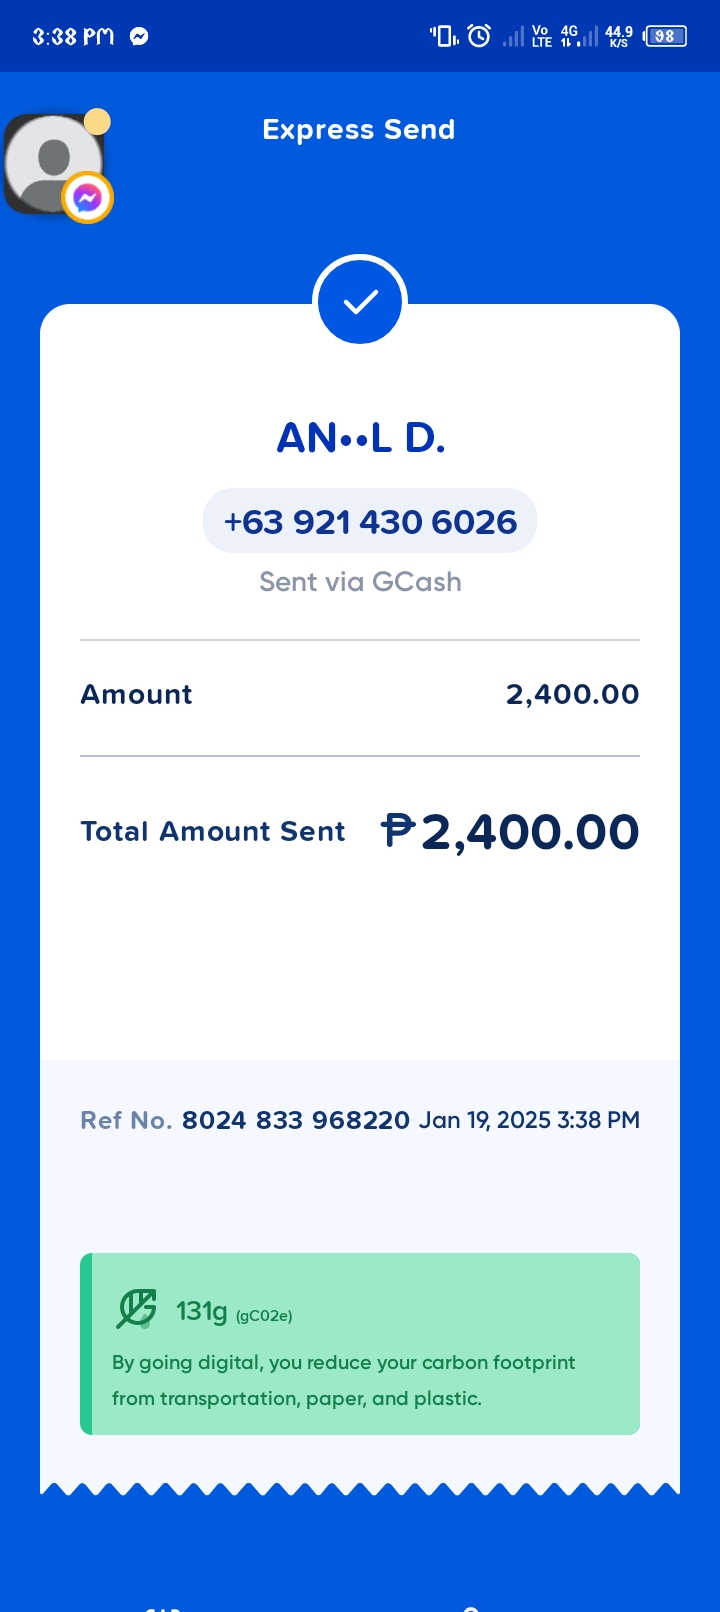 3:38 PM Vo LTE 4G 44.9 K/S 98
Express Send
AN••L D.
+63 921 430 6026
Sent via GCash
Amount 2,400.00
Total Amount Sent ₱2,400.00
Ref No. 8024 833 968220 Jan 19, 2025 3:38 PM
131g (gC02e)
By going digital, you reduce your carbon footprint
from transportation, paper, and plastic.